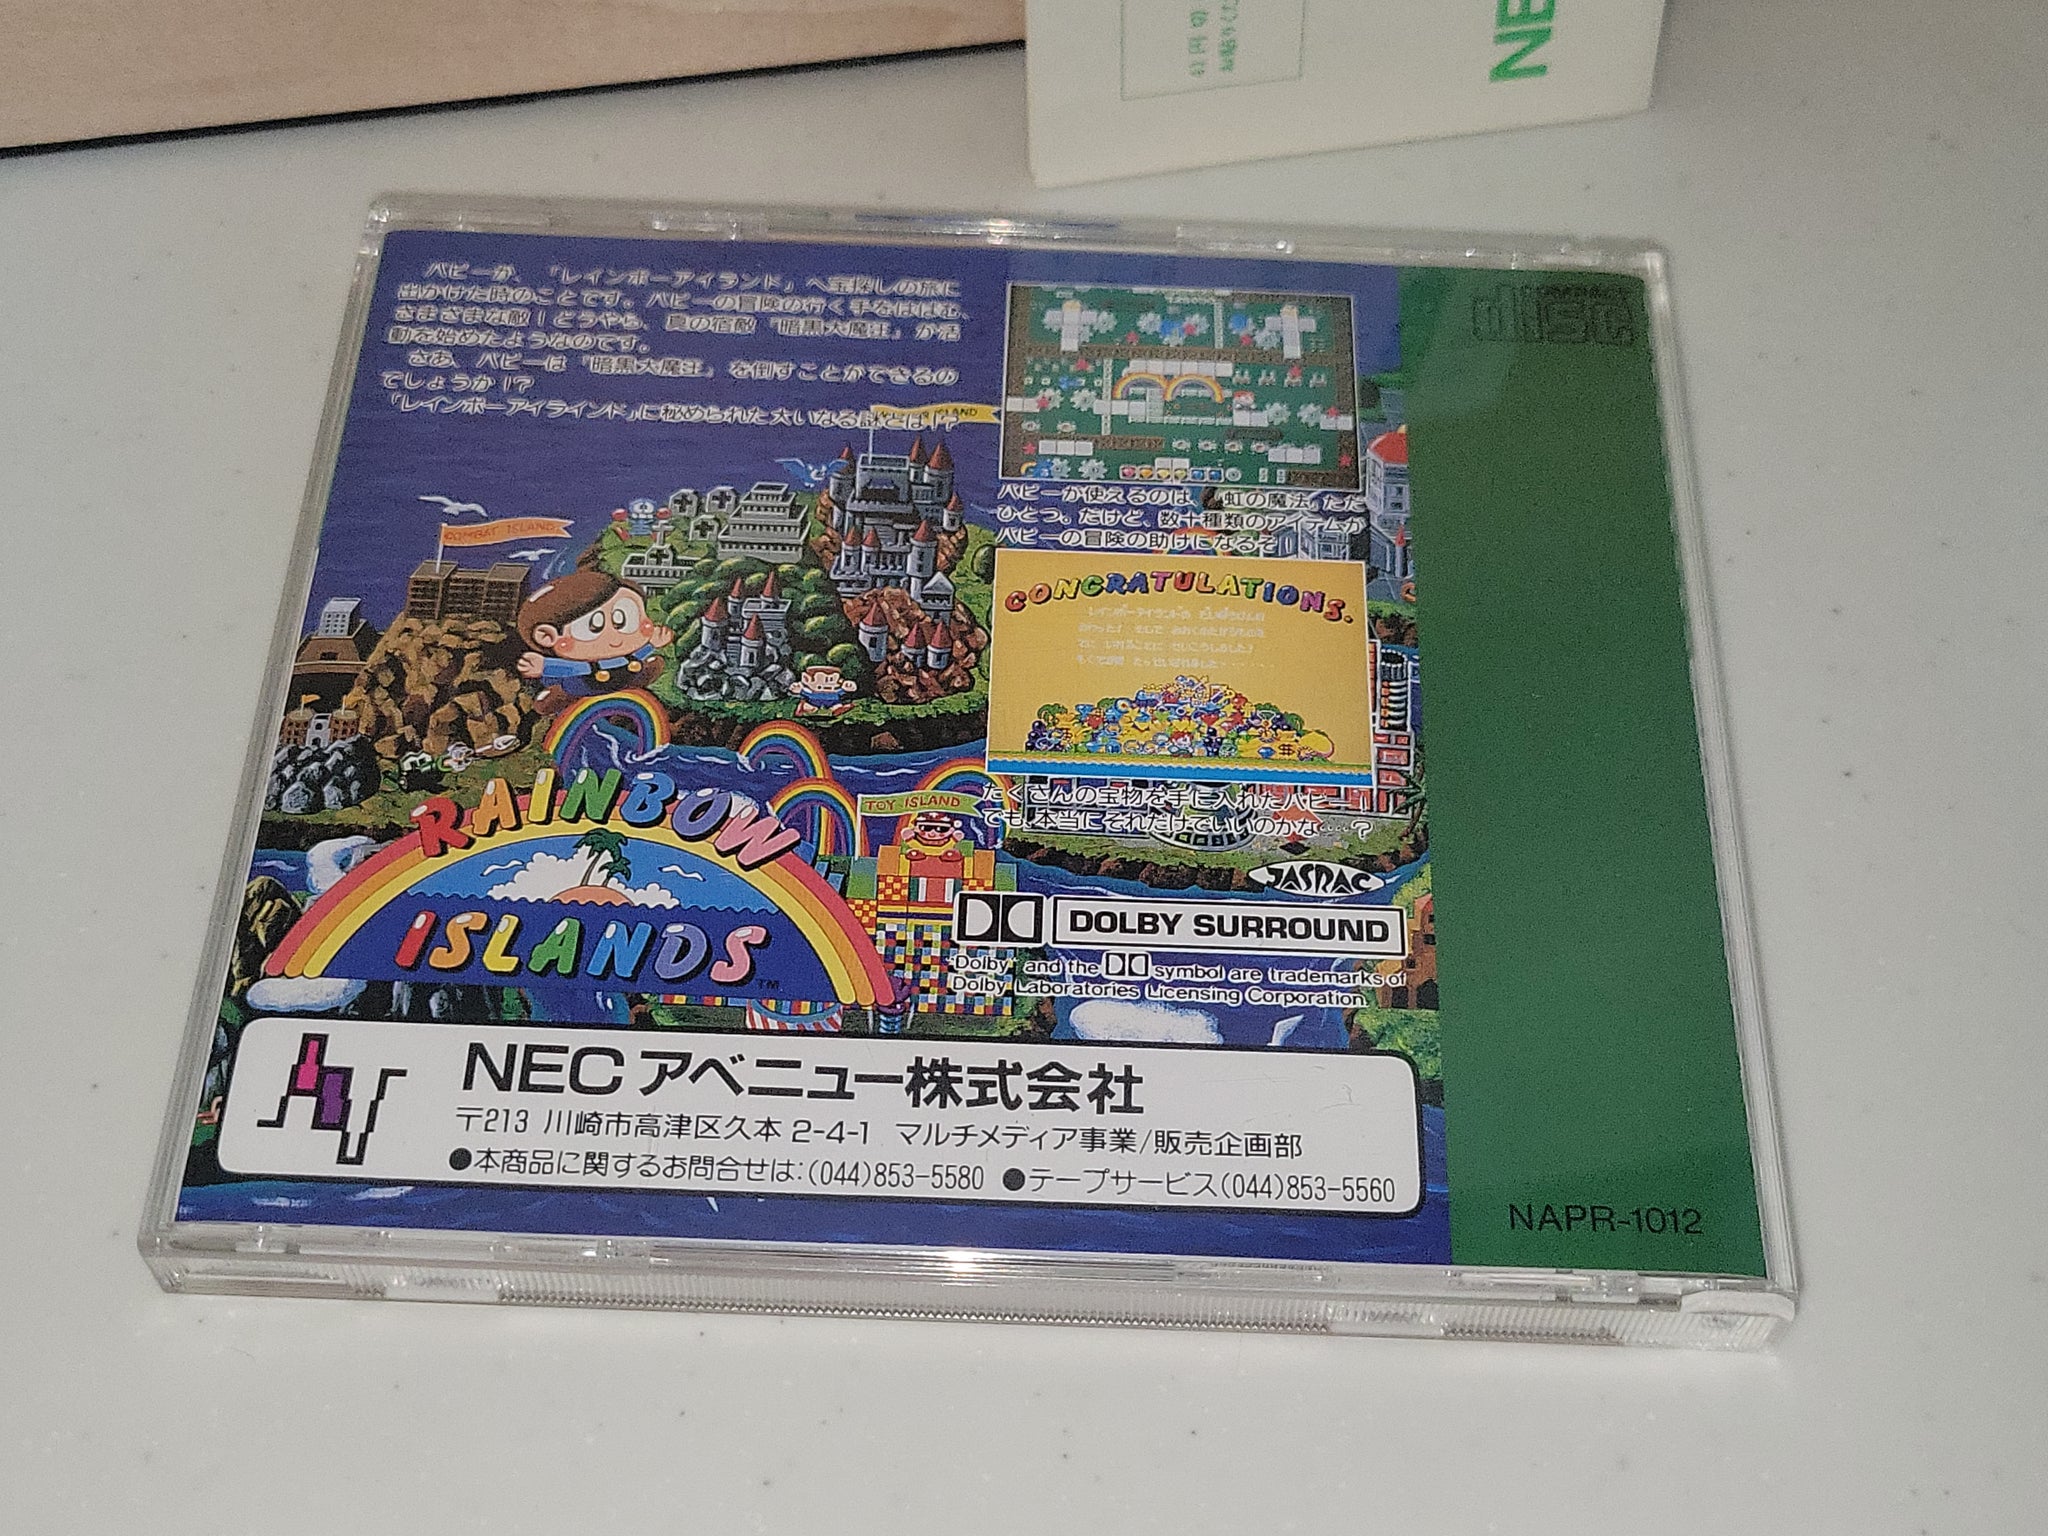 NE
バビーが、「レインボーアイランド」へ宝探しの旅に
出かけた時のことです。バビーの冒険の行く手をはばむ、
さまざまな敵!どうやら、真の宿敵『暗黒大魔王』が活
動を始めたようなのです。
さあ、バビーは『暗黒大魔王』を倒すことができるの
でしょうか!?
「レインボーアイラインド」に秘められた大いなる謎とは!?
COMPACT
disc
バビーが使えるのは、「虹の魔法」ただ
ひとつ。だけど、数十種類のアイテムが
バビーの冒険の助けになるぞ!
COMBAT ISLAND
ISLAND
CONGRATULATIONS.
たくさんの宝物を手に入れたバビー!
でも、本当にそれだけでいいのかな…?
TOY ISLAND
RAINBOW
ISLANDS
TM
JASRAC
DOLBY SURROUND
"Dolby" and the symbol are trademarks of
Dolby Laboratories Licensing Corporation.
NECアベニュー株式会社
〒213 川崎市高津区久本 2-4-1 マルチメディア事業/販売企画部
●本商品に関するお問合せは:(044)853-5580 ●テープサービス(044)853-5560
NAPR-1012